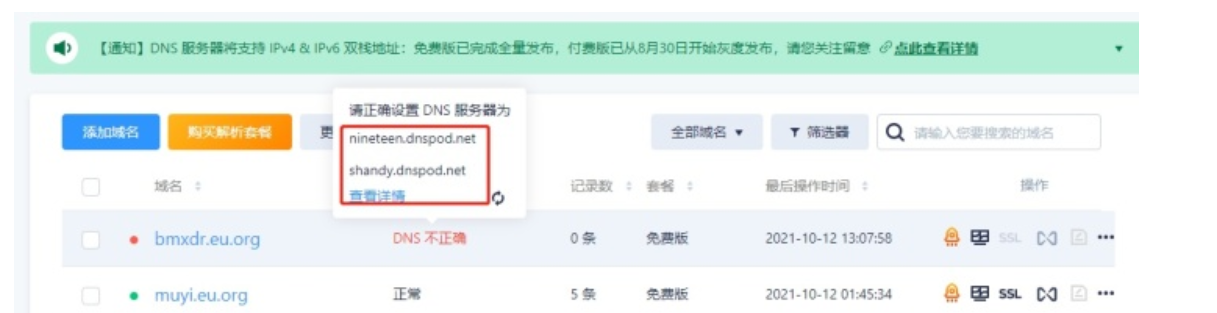 【通知】DNS 服务器将支持 IPv4 & IPv6 双栈地址：免费版已完成全量发布，付费版已从8月30日开始灰度发布，请您关注留意 点此查看详情
请正确设置 DNS 服务器为
添加域名 购买解析套餐 更 nineteen.dnspod.net 全部域名 筛选器 请输入您要搜索的域名
shandy.dnspod.net
域名 查看详情 记录数 套餐 最后操作时间 操作
bmxdr.eu.org DNS 不正确 0 条 免费版 2021-10-12 13:07:58 SSL
muyi.eu.org 正常 5 条 免费版 2021-10-12 01:45:34 SSL